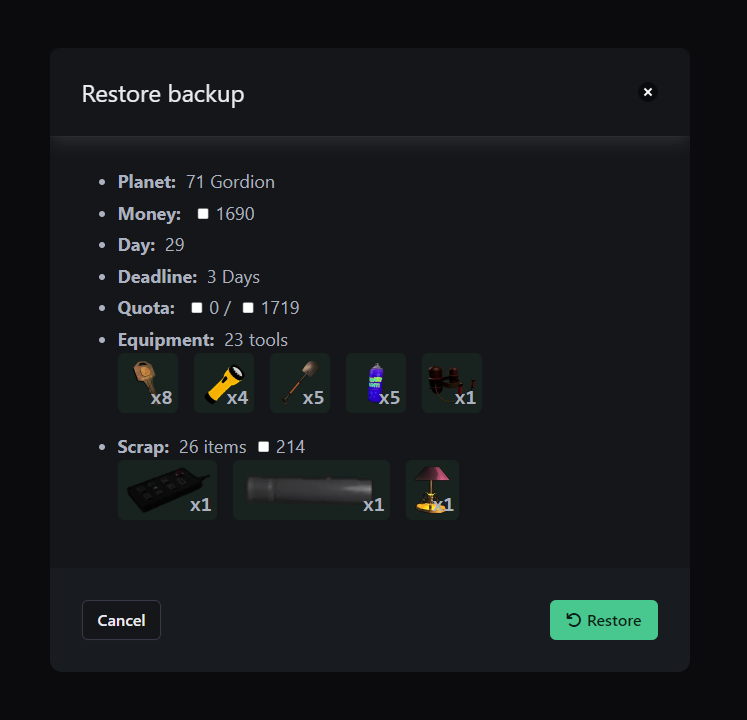 Restore backup
Planet: 71 Gordion
Money: 1690
Day: 29
Deadline: 3 Days
Quota: 0 / 1719
Equipment: 23 tools
x8 x4 x5 x5 x1
Scrap: 26 items 214
x1 x1 x1
Cancel Restore